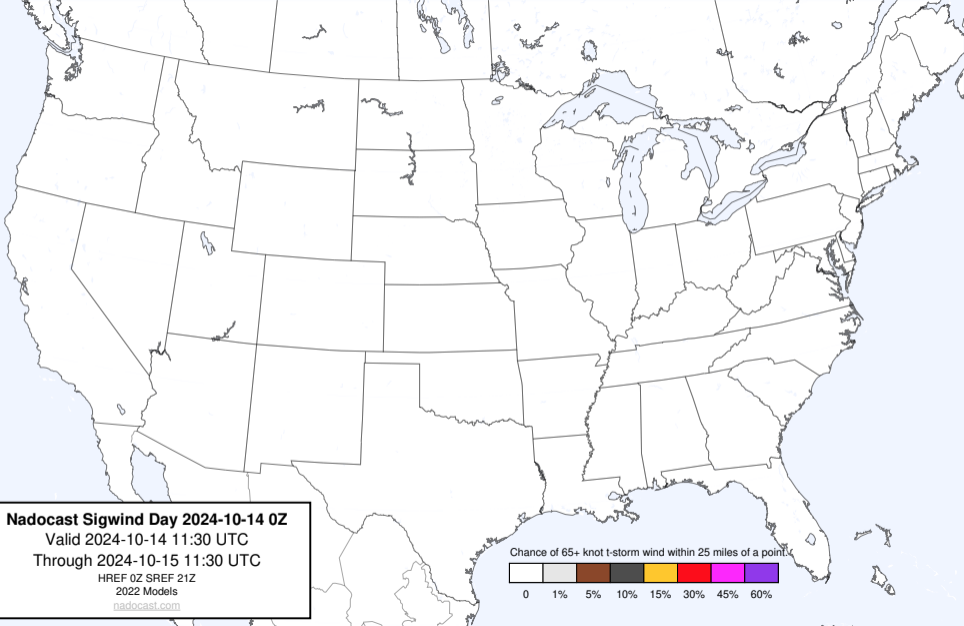 Nadocast Sigwind Day 2024-10-14 0Z
Valid 2024-10-14 11:30 UTC
Through 2024-10-15 11:30 UTC
HREF 0Z SREF 21Z
2022 Models
nadocast.com
Chance of 65+ knot t-storm wind within 25 miles of a point.
0 1% 5% 10% 15% 30% 45% 60%